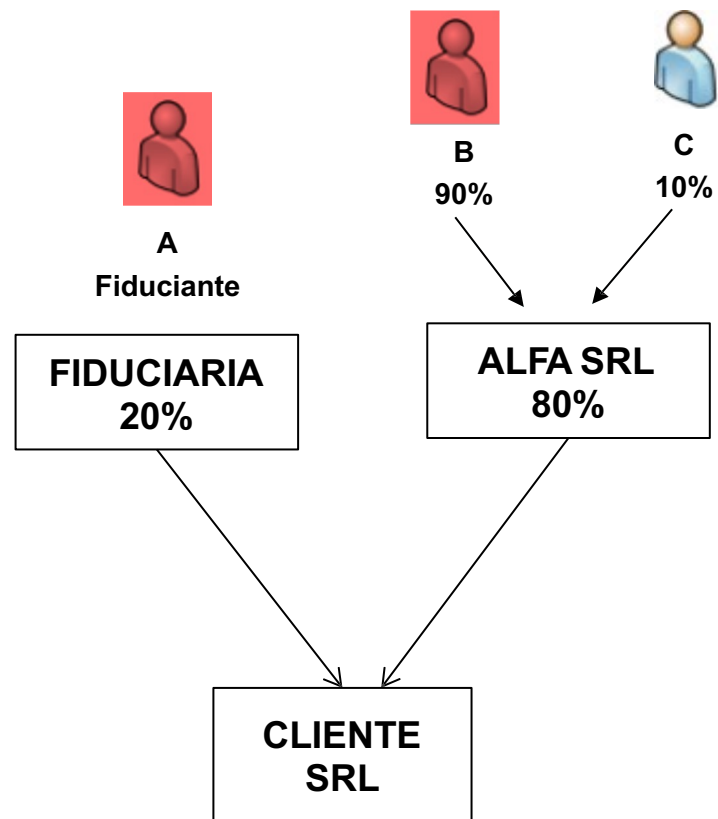 B
90%
C
10%
A
Fiduciante
FIDUCIARIA
20%
ALFA SRL
80%
CLIENTE
SRL